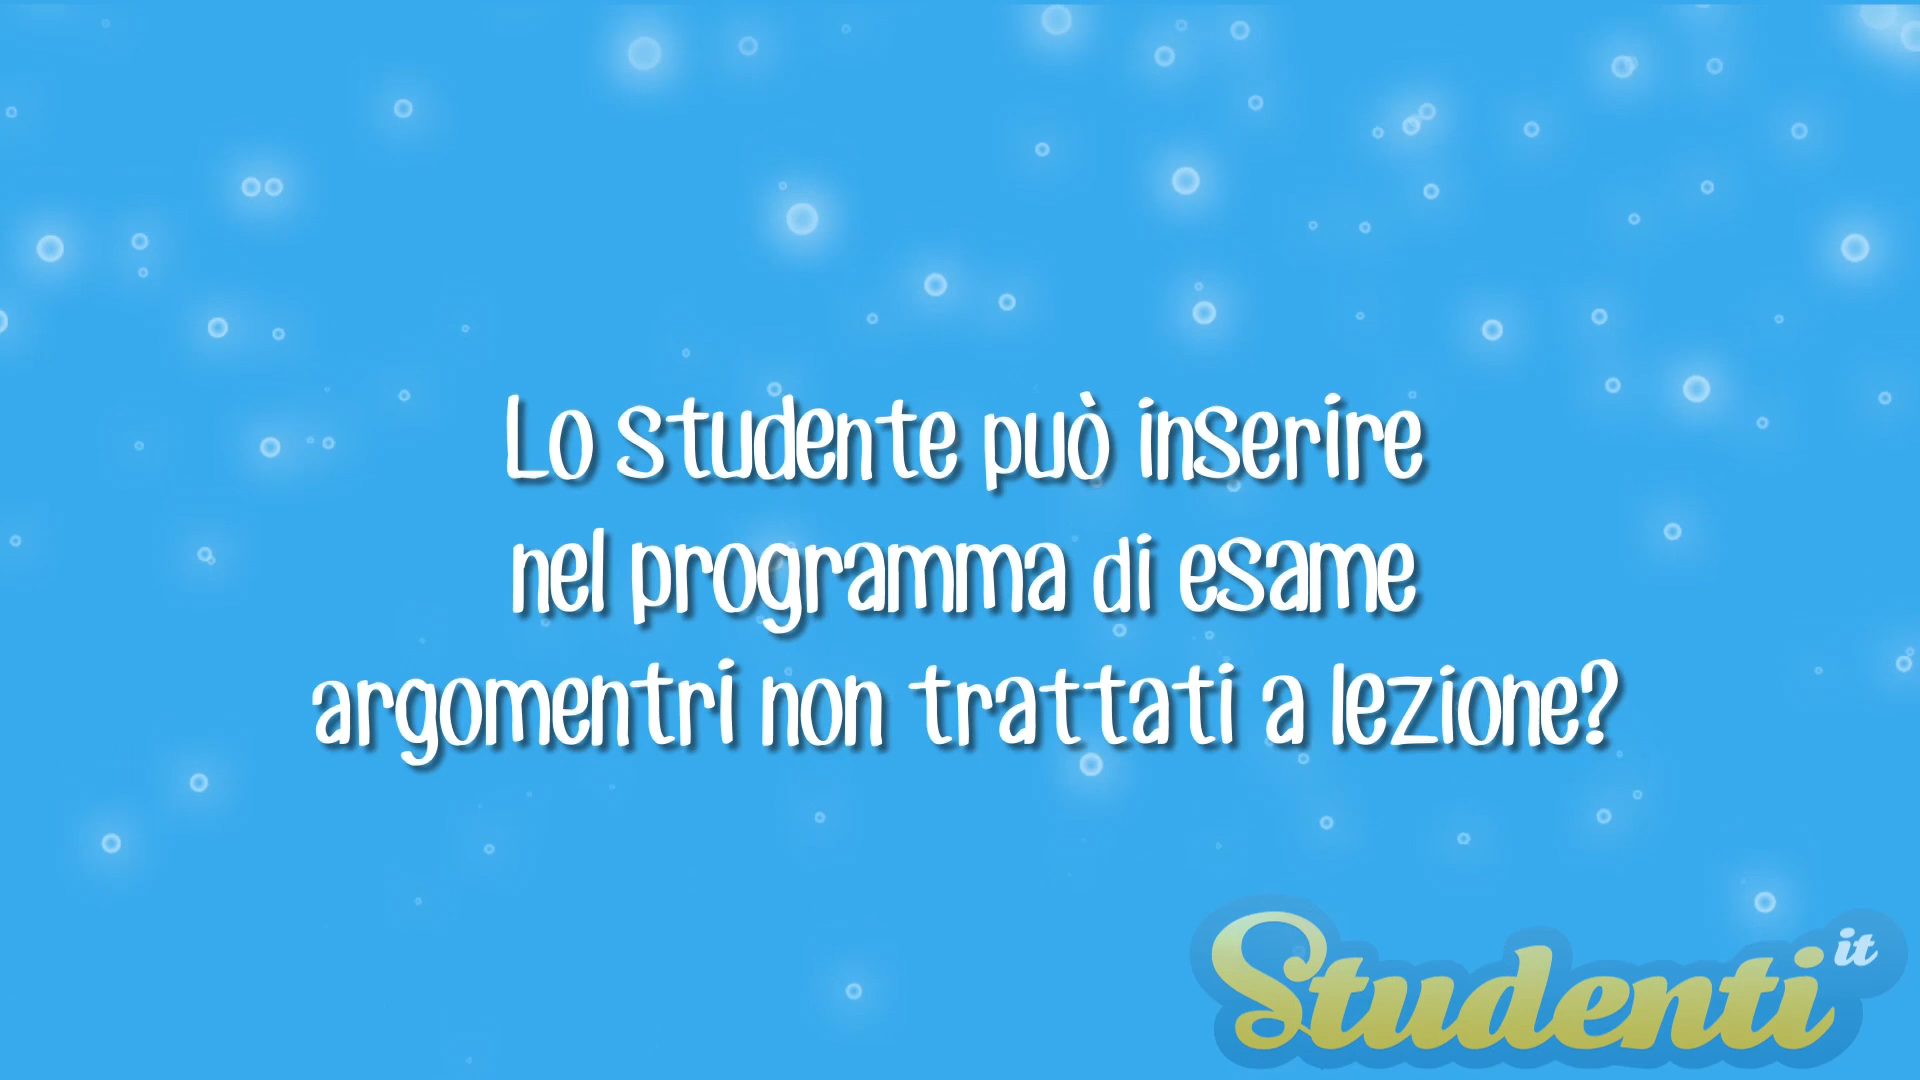 Lo studente può inserire
nel programma di esame
argomentri non trattati a lezione?
Studenti it